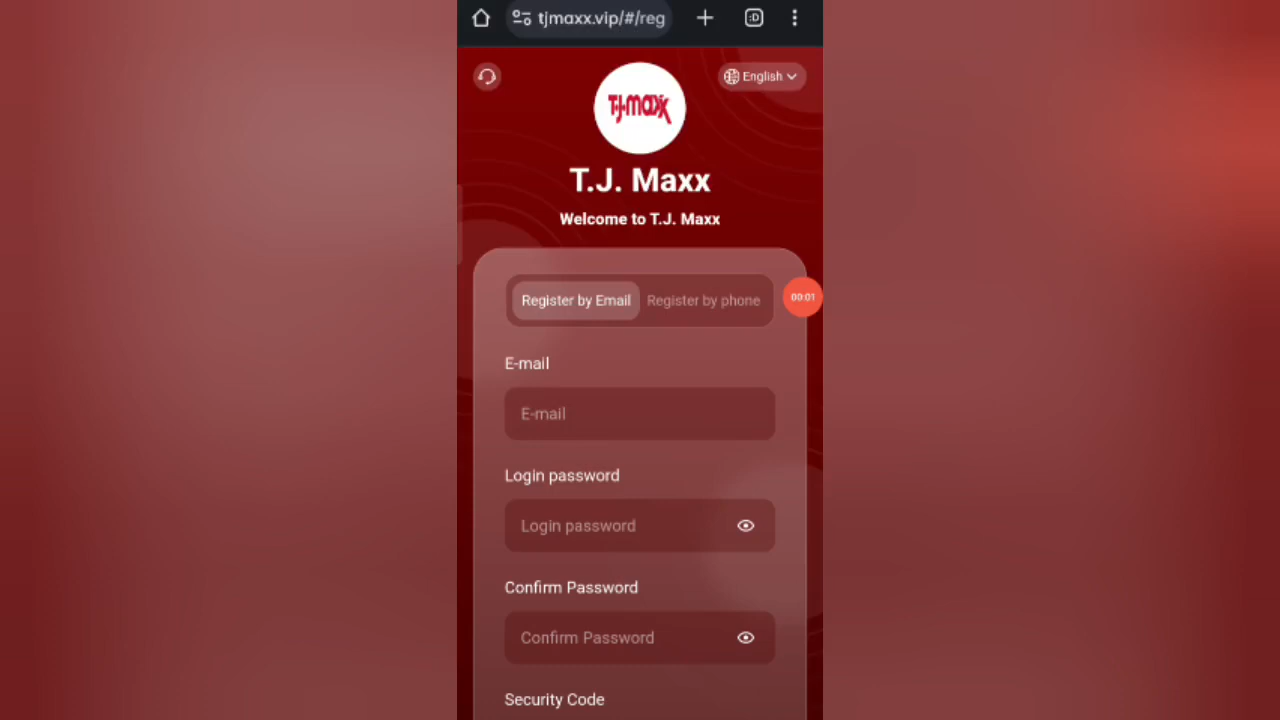 tjmaxx.vip/#/reg
:D
English
T·J·maxx
T.J. Maxx
Welcome to T.J. Maxx
Register by Email
Register by phone
00:01
E-mail
E-mail
Login password
Login password
Confirm Password
Confirm Password
Security Code